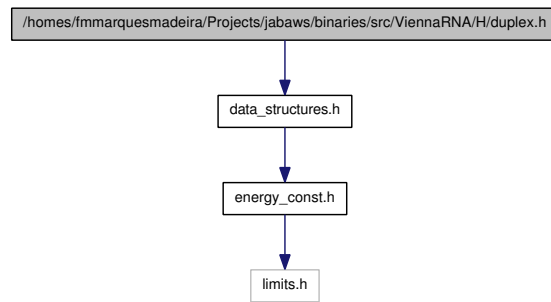 /homes/fmmarquesmadeira/Projects/jabaws/binaries/src/ViennaRNA/H/duplex.h
data_structures.h
energy_const.h
limits.h